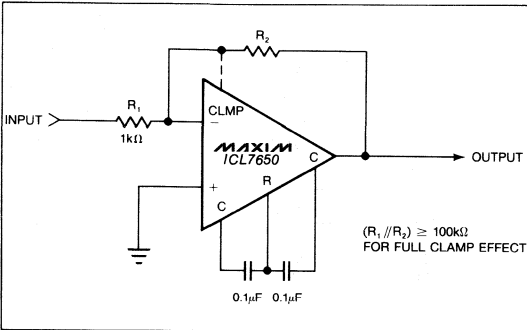 R₂
R₁
CLMP
INPUT
−
1kΩ
MAXIM
ICL7650
C
OUTPUT
R
+
C
(R₁//R₂) ≥ 100kΩ
FOR FULL CLAMP EFFECT
0.1µF 0.1µF